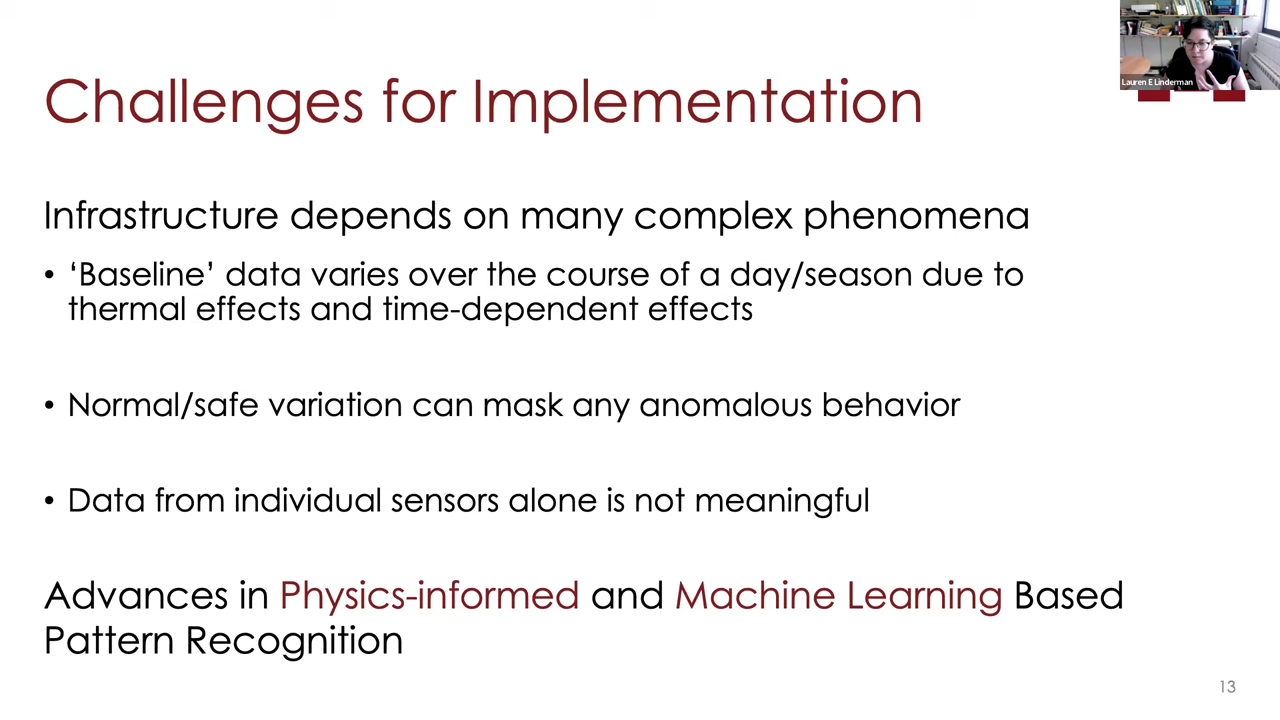 Lauren E Linderman
Challenges for Implementation
Infrastructure depends on many complex phenomena
• ‘Baseline’ data varies over the course of a day/season due to
thermal effects and time-dependent effects
• Normal/safe variation can mask any anomalous behavior
• Data from individual sensors alone is not meaningful
Advances in Physics-informed and Machine Learning Based
Pattern Recognition
13